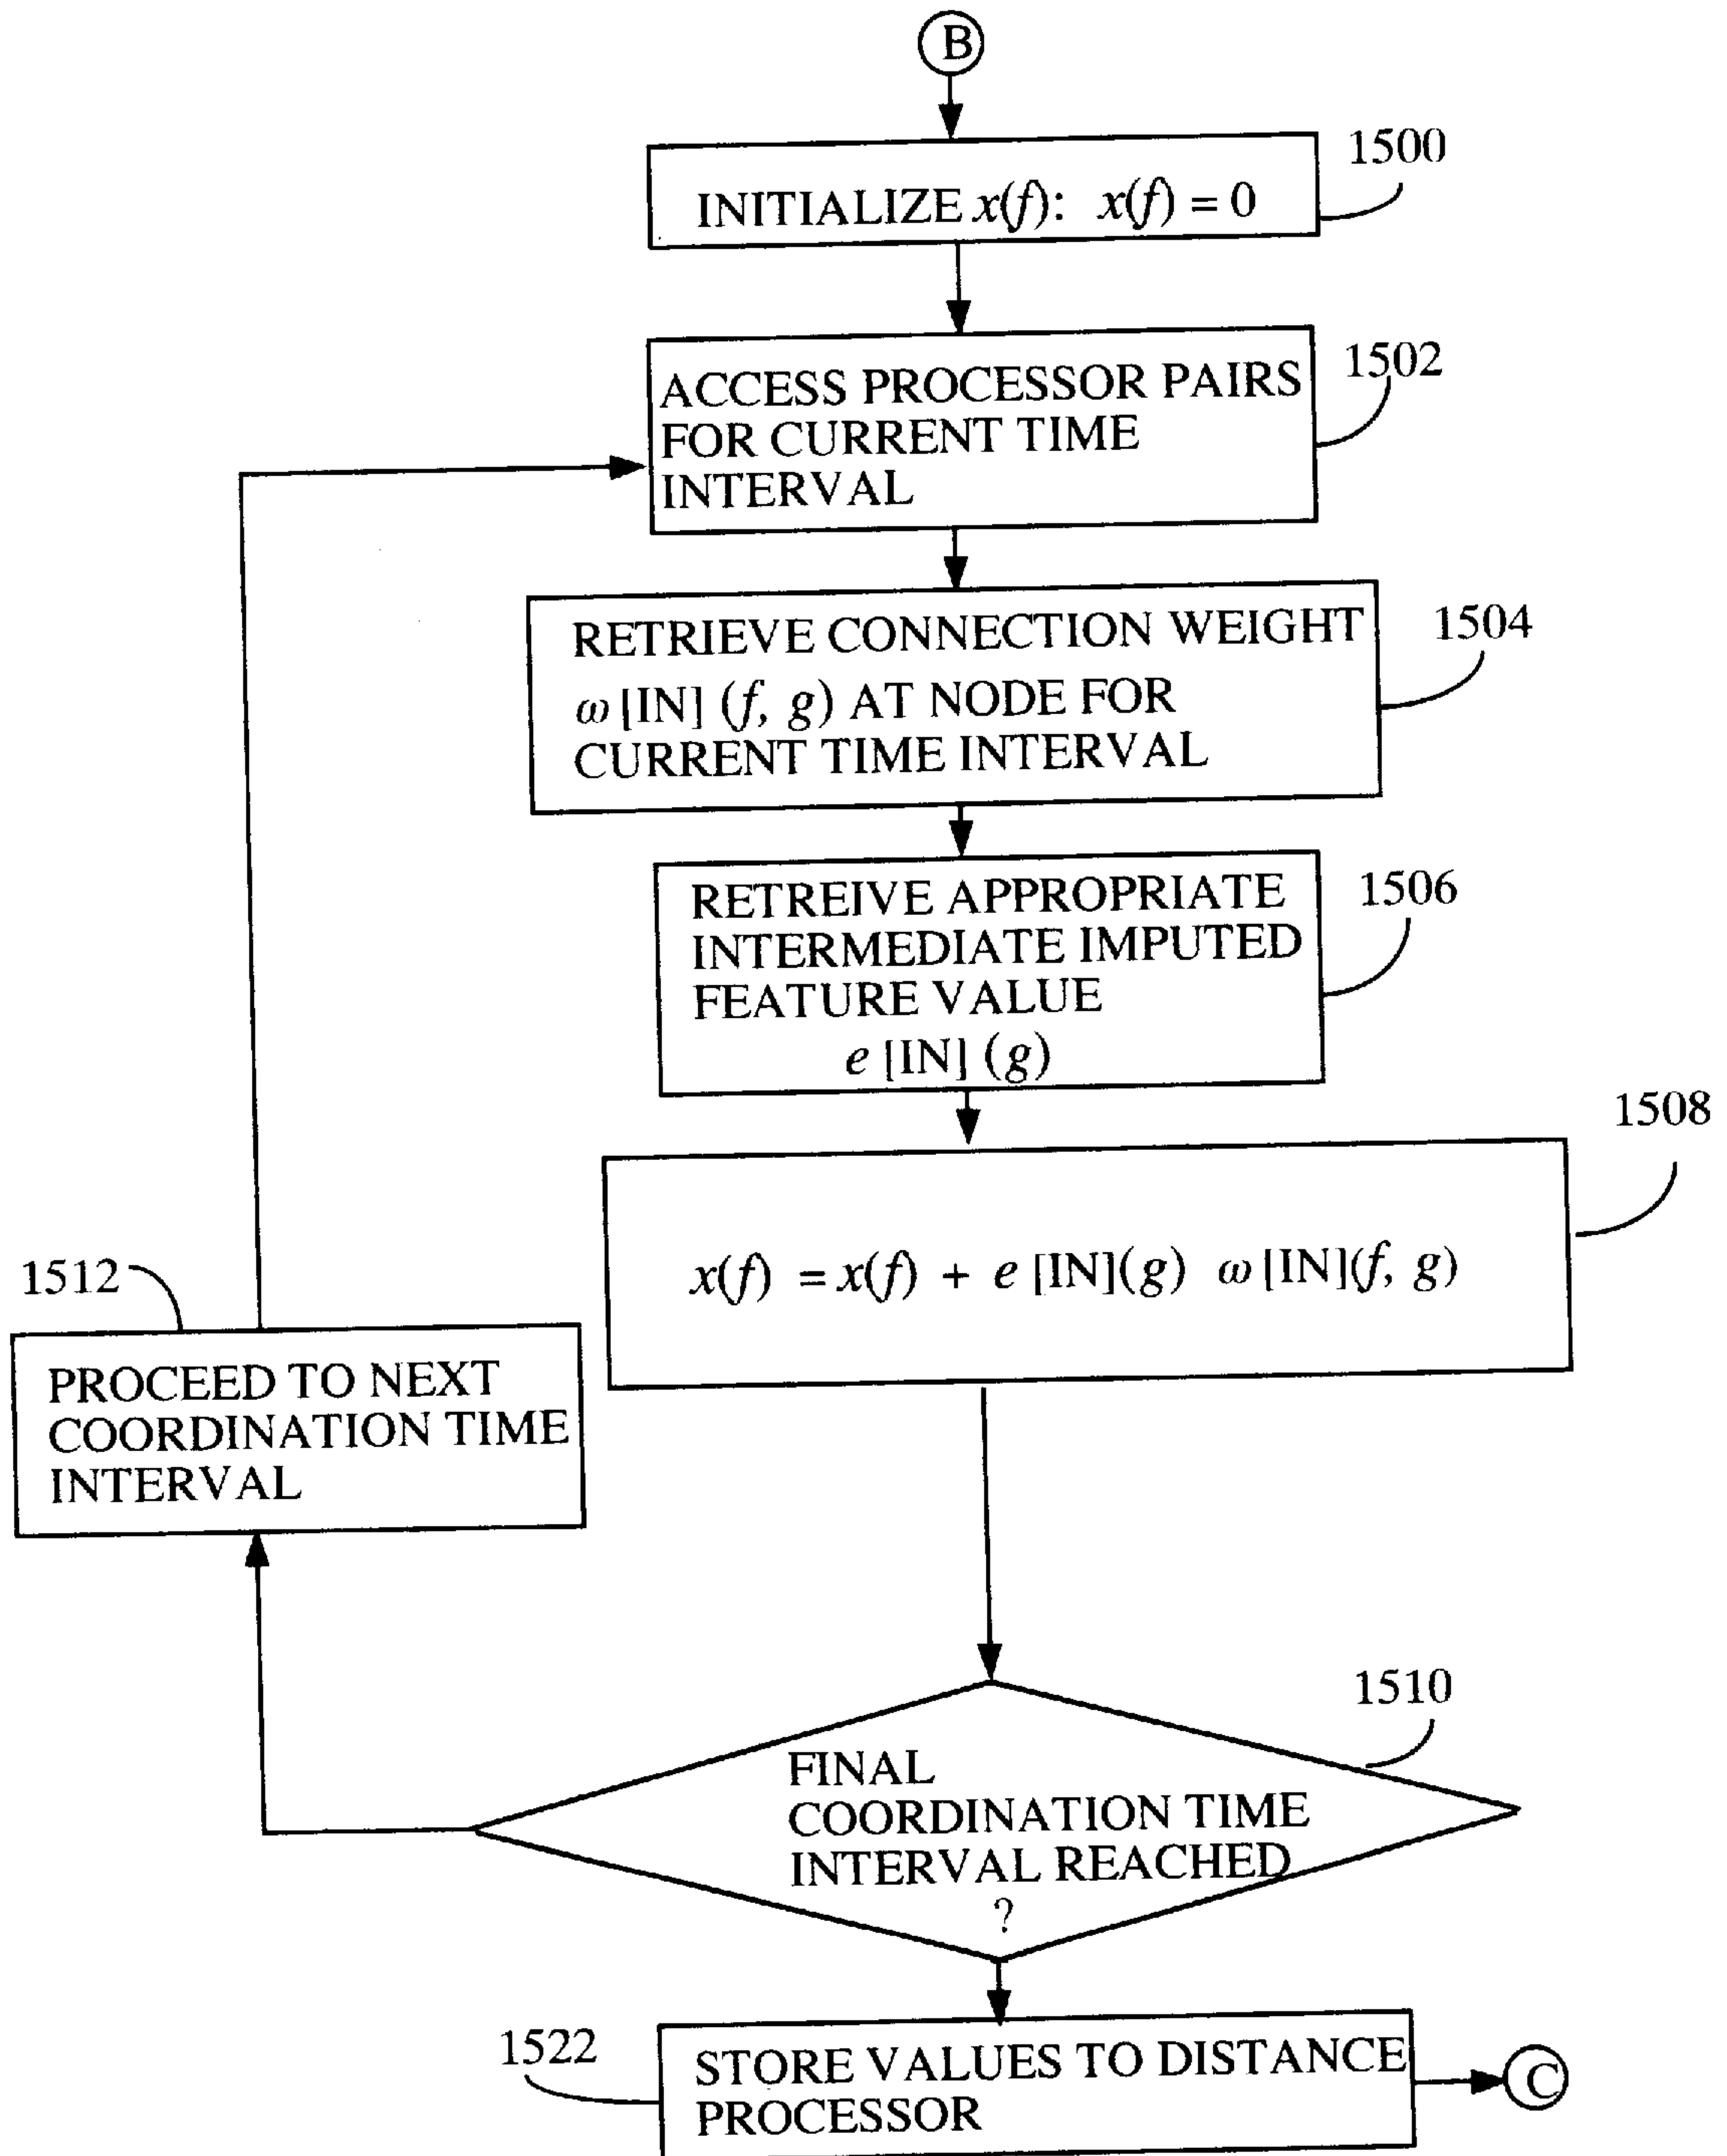 B
1500
INITIALIZE x(f): x(f) = 0
1502
ACCESS PROCESSOR PAIRS
FOR CURRENT TIME
INTERVAL
1504
RETRIEVE CONNECTION WEIGHT
ω [IN] (f, g) AT NODE FOR
CURRENT TIME INTERVAL
1506
RETREIVE APPROPRIATE
INTERMEDIATE IMPUTED
FEATURE VALUE
e [IN] (g)
1508
x(f) = x(f) + e [IN](g) ω [IN](f, g)
1512
PROCEED TO NEXT
COORDINATION TIME
INTERVAL
1510
FINAL
COORDINATION TIME
INTERVAL REACHED
?
1522
STORE VALUES TO DISTANCE
PROCESSOR
C